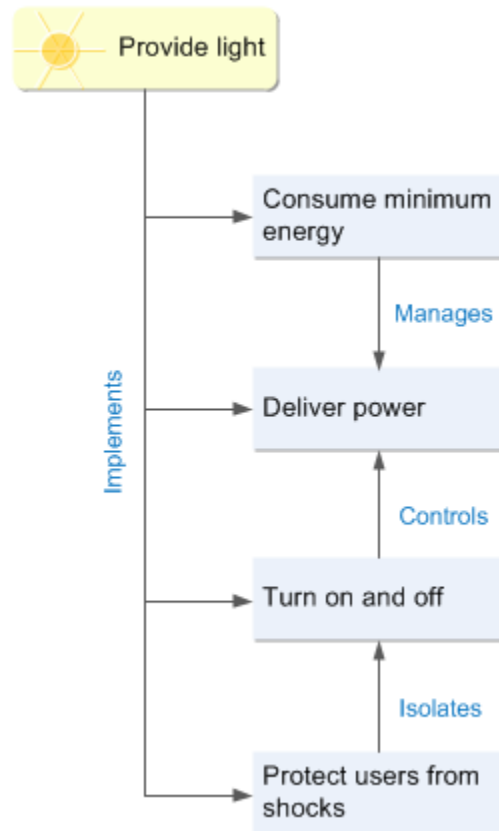 Provide light
Consume minimum
energy
Manages
Implements
Deliver power
Controls
Turn on and off
Isolates
Protect users from
shocks